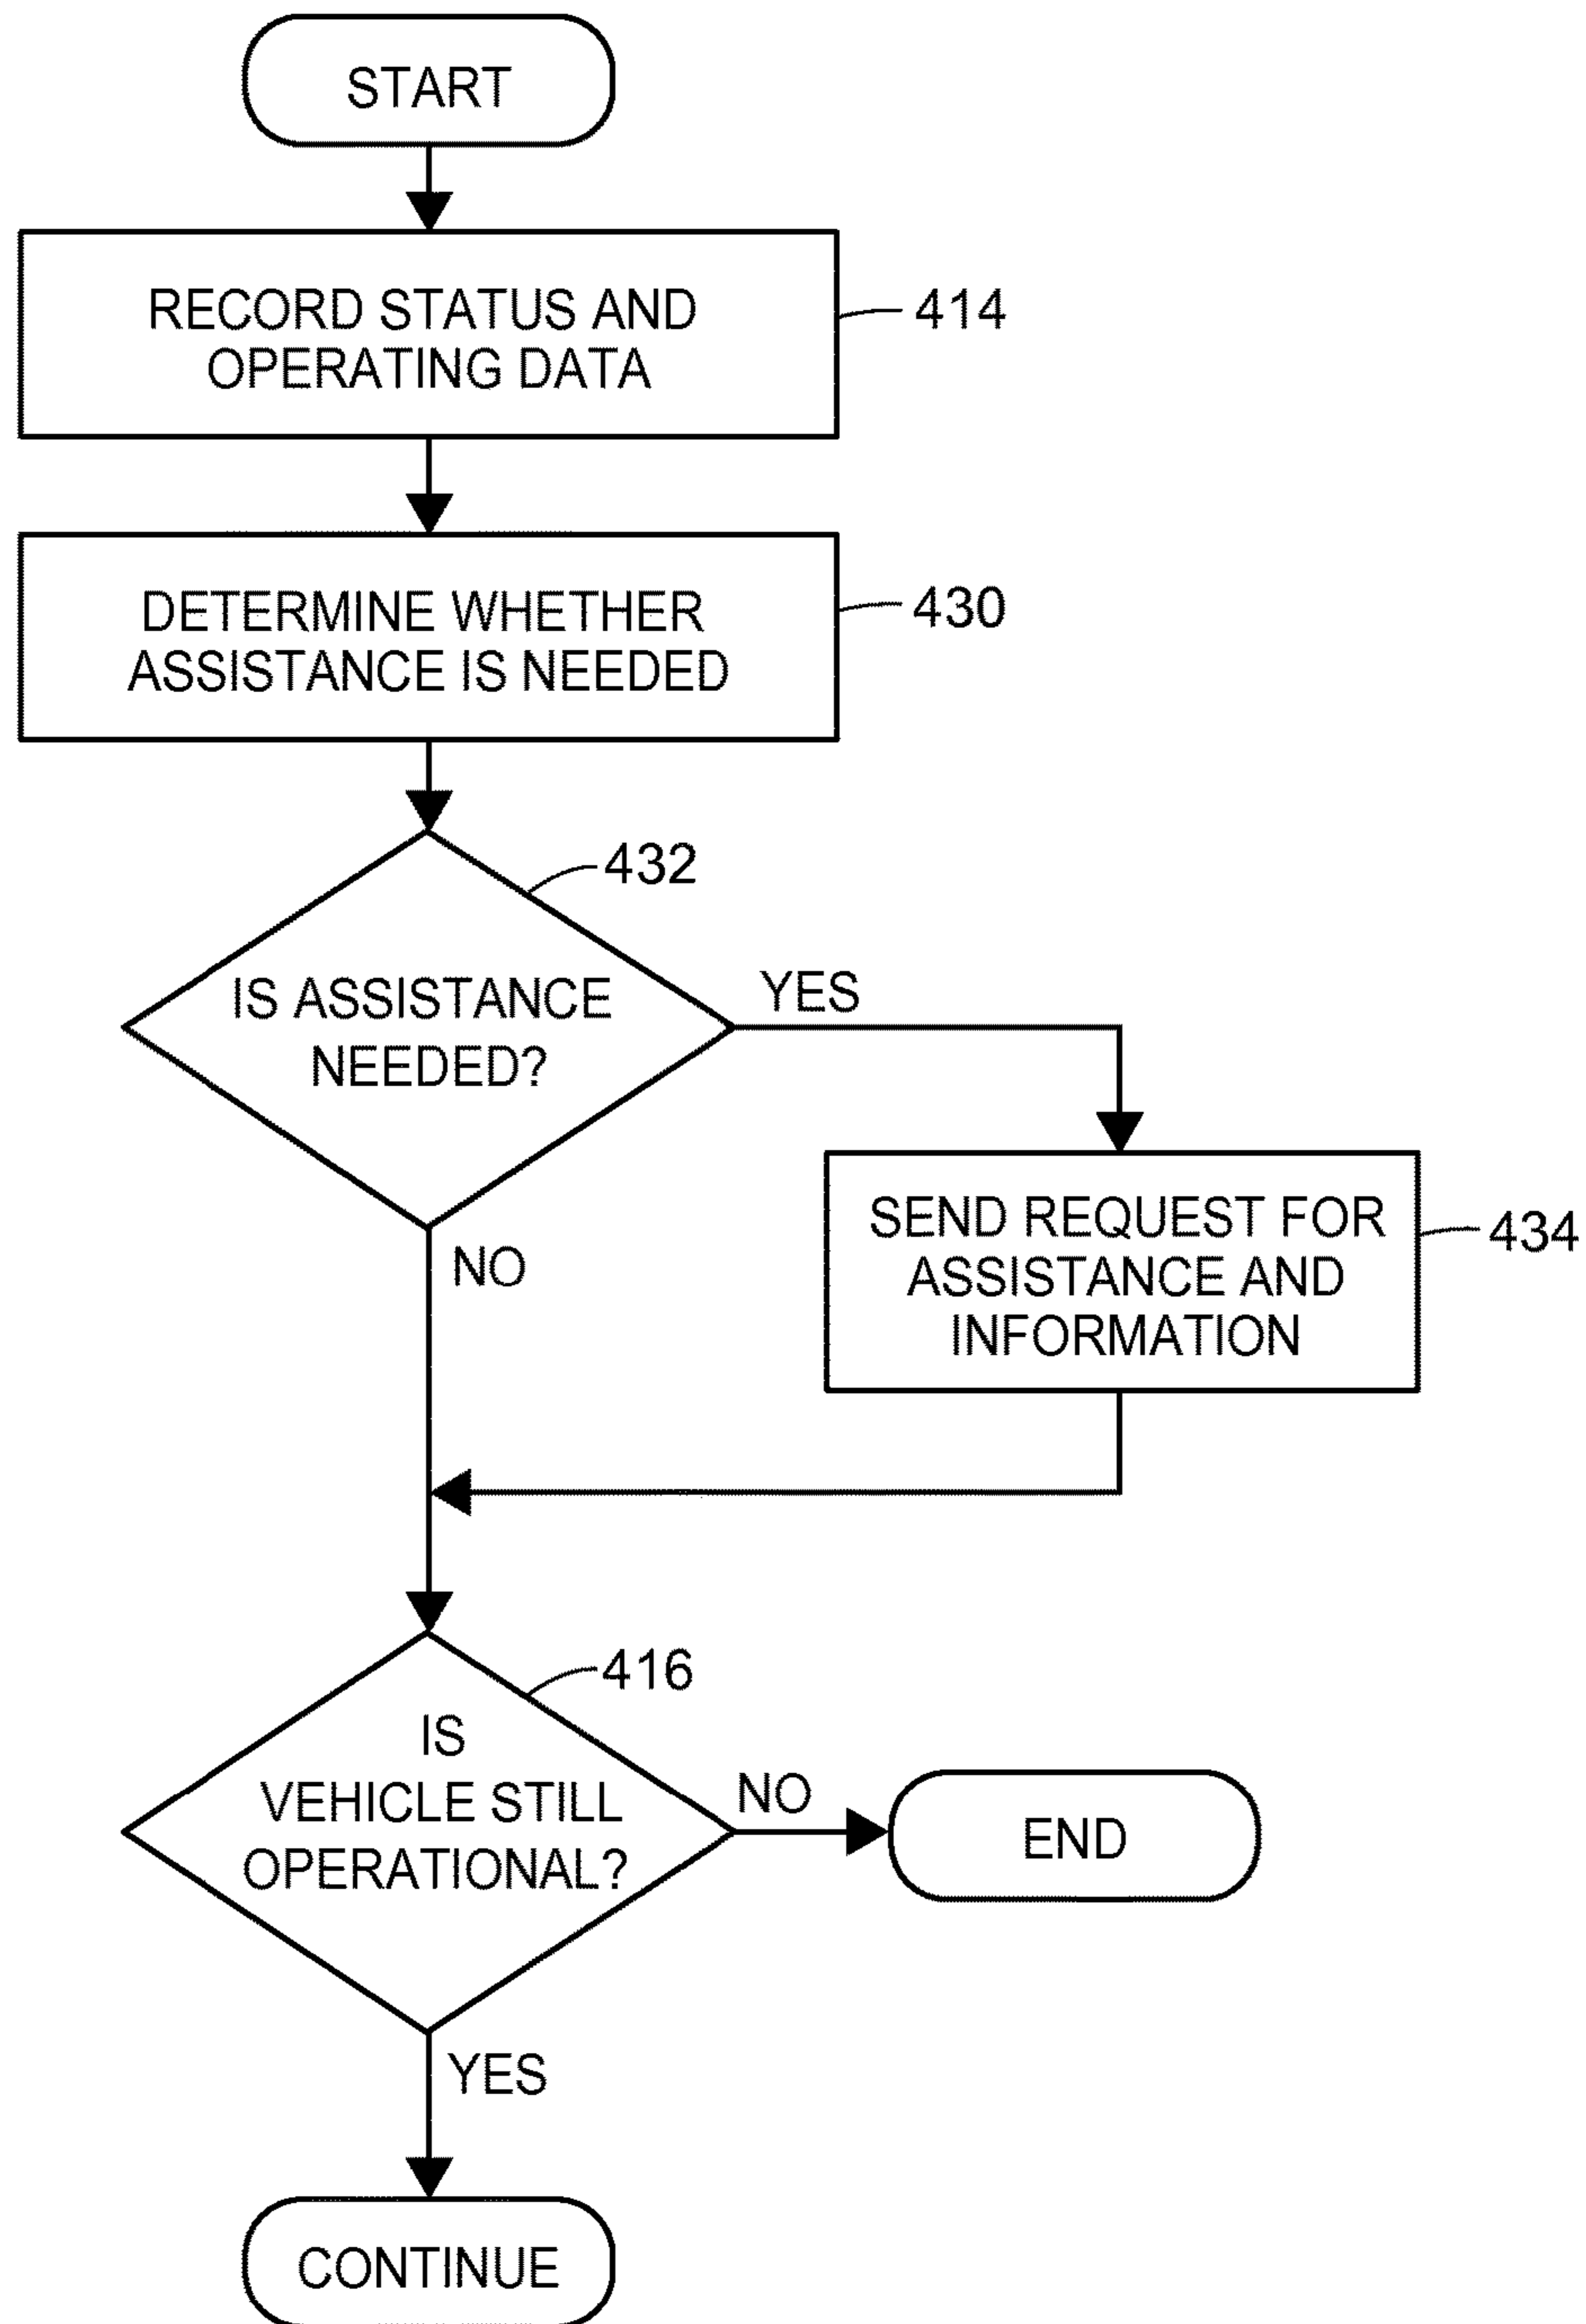 START
RECORD STATUS AND
OPERATING DATA
414
DETERMINE WHETHER
ASSISTANCE IS NEEDED
430
432
IS ASSISTANCE
NEEDED?
YES
NO
SEND REQUEST FOR
ASSISTANCE AND
INFORMATION
434
416
IS
VEHICLE STILL
OPERATIONAL?
NO
END
YES
CONTINUE